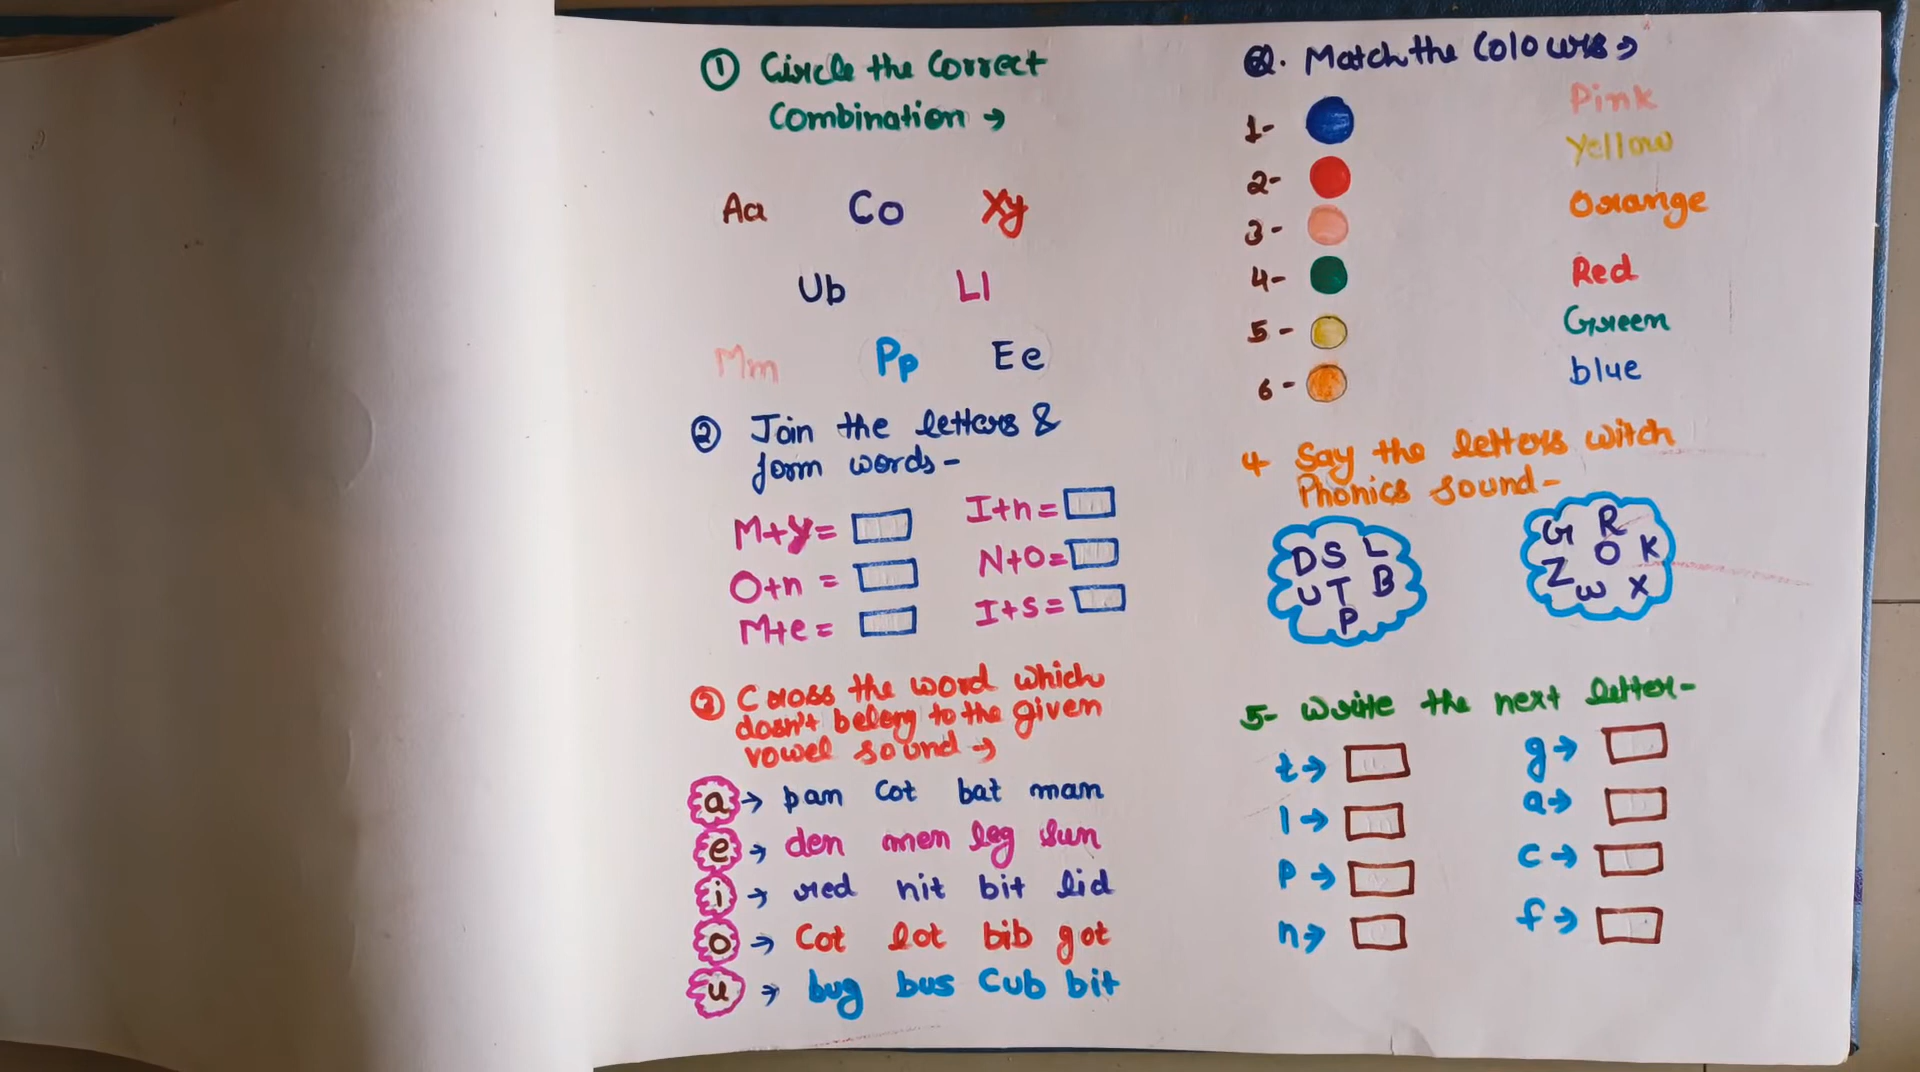 ① Circle the Correct
Combination →
Aa Co Xy
Ub Ll
Mm Pp Ee
② Join the letters &
form words-
M+y= I+n=
O+n = N+O=
M+e = I+s=
③ Cross the word which
dosn't belong to the given
vowel sound →
a → pan Cot bat man
e → den men leg sun
i → red nit bit lid
o → Cot lot bib got
u → bug bus Cub bit
Q. Match the Colours →
1- Pink
2- Yellow
3- Orange
4- Red
5- Green
6- blue
4- Say the letters witch
Phonics sound-
D S L G R
U T B Z O K
P W X
5- Write the next letter-
t → g →
l → a →
P → c →
n → f →